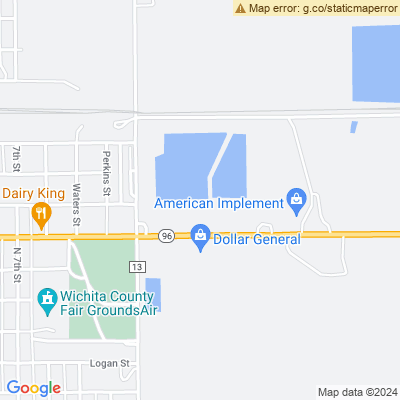 Map error: g.co/staticmaperror
7th St
Perkins St
Waters St
Dairy King
American Implement
96
Dollar General
N 7th St
13
Wichita County
Fair GroundsAir
Logan St
Google
Map data ©2024